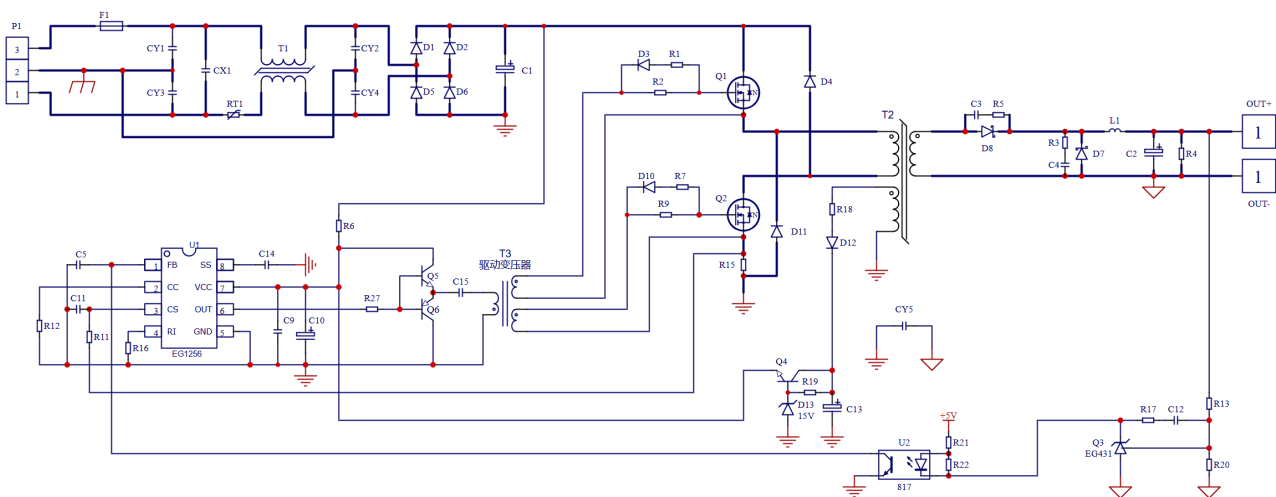 P1
3
2
1
F1
CY1
CY3
CX1
RT1
T1
CY2
CY4
D1
D2
D5
D6
C1
D3
R1
R2
Q1
D4
D10
R7
R9
Q2
D11
R15
T2
R18
D12
C3
R5
D8
R3
C4
D7
L1
C2
R4
OUT+
1
1
OUT-
R6
C5
U1
1 FB
SS 8
2 CC
VCC 7
3 CS
OUT 6
4 RI
GND 5
EG1256
C14
C11
R12
R11
R16
C9
C10
R27
Q5
Q6
C15
T3
驱动变压器
CY5
Q4
R19
D13
15V
C13
U2
817
+5V
R21
R22
R17
C12
Q3
EG431
R13
R20